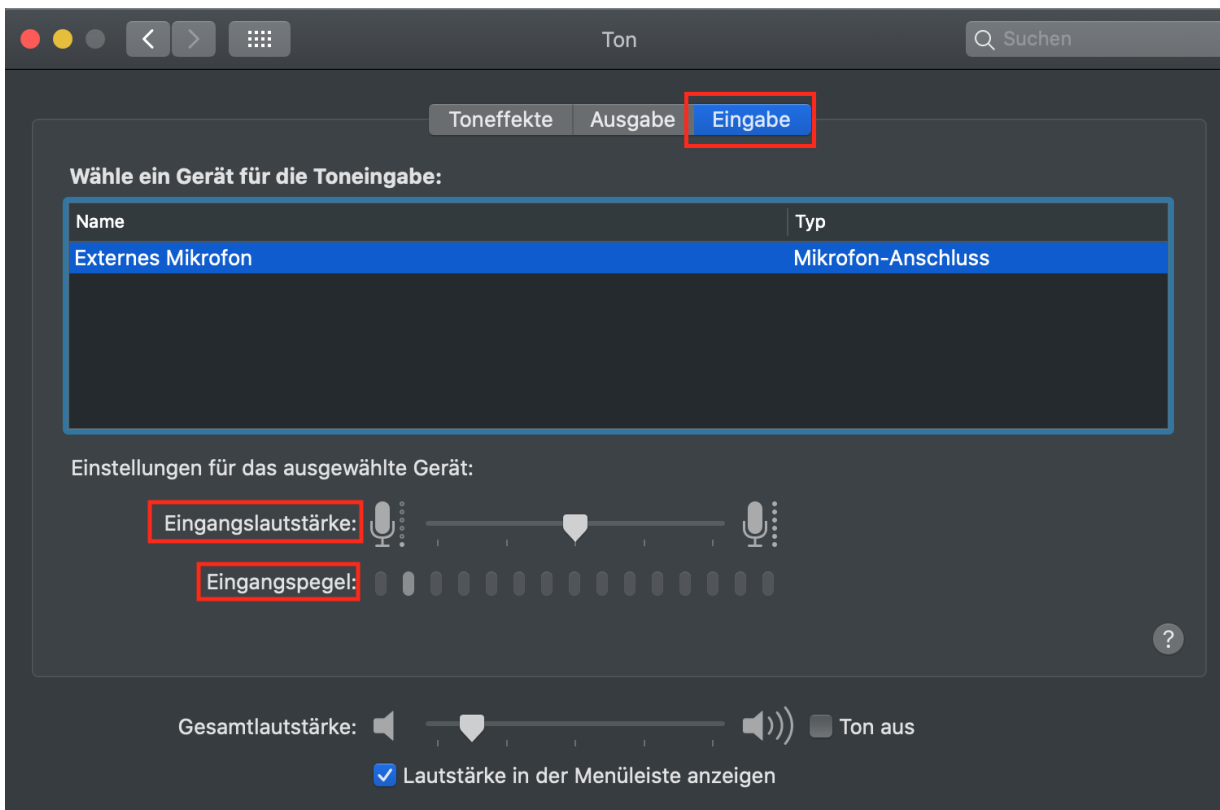 Ton
Suchen
Toneffekte Ausgabe Eingabe
Wähle ein Gerät für die Toneingabe:
Name Typ
Externes Mikrofon Mikrofon-Anschluss
Einstellungen für das ausgewählte Gerät:
Eingangslautstärke:
Eingangspegel:
?
Gesamtlautstärke: Ton aus
Lautstärke in der Menüleiste anzeigen